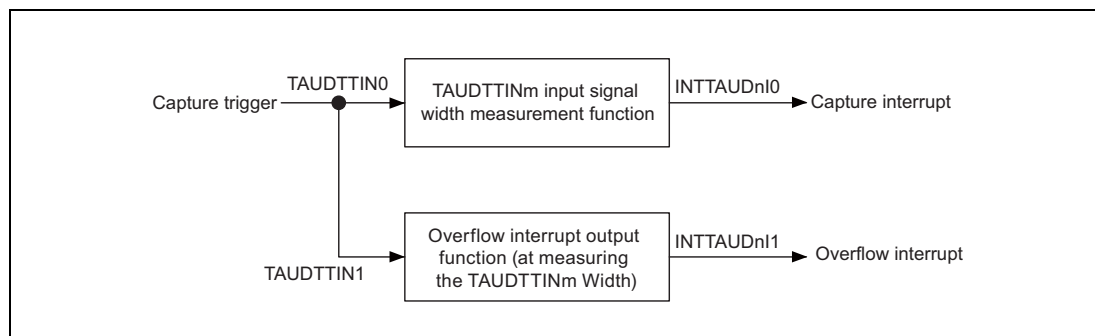 TAUDTTIN0
Capture trigger
TAUDTTINm input signal
width measurement function
INTTAUDnI0
Capture interrupt
TAUDTTIN1
Overflow interrupt output
function (at measuring
the TAUDTTINm Width)
INTTAUDnI1
Overflow interrupt